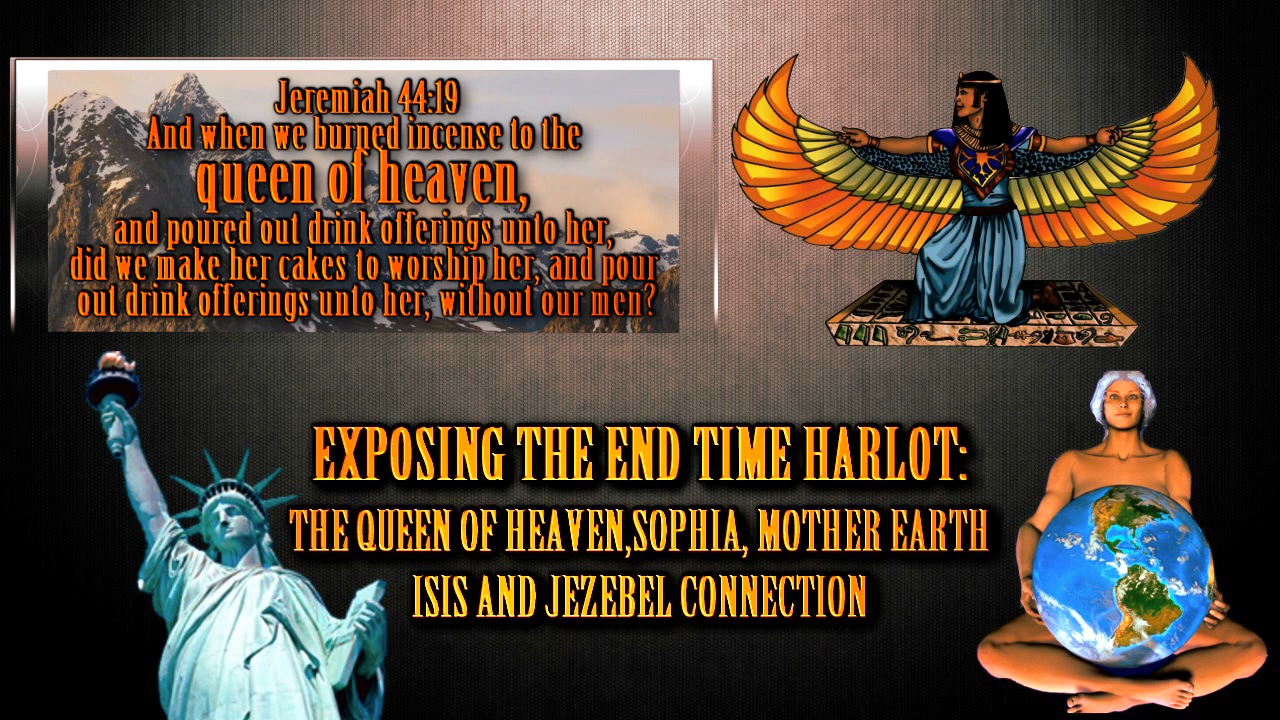 Jeremiah 44:19
And when we burned incense to the
queen of heaven,
and poured out drink offerings unto her,
did we make her cakes to worship her, and pour
out drink offerings unto her, without our men?
EXPOSING THE END TIME HARLOT:
THE QUEEN OF HEAVEN,SOPHIA, MOTHER EARTH
ISIS AND JEZEBEL CONNECTION